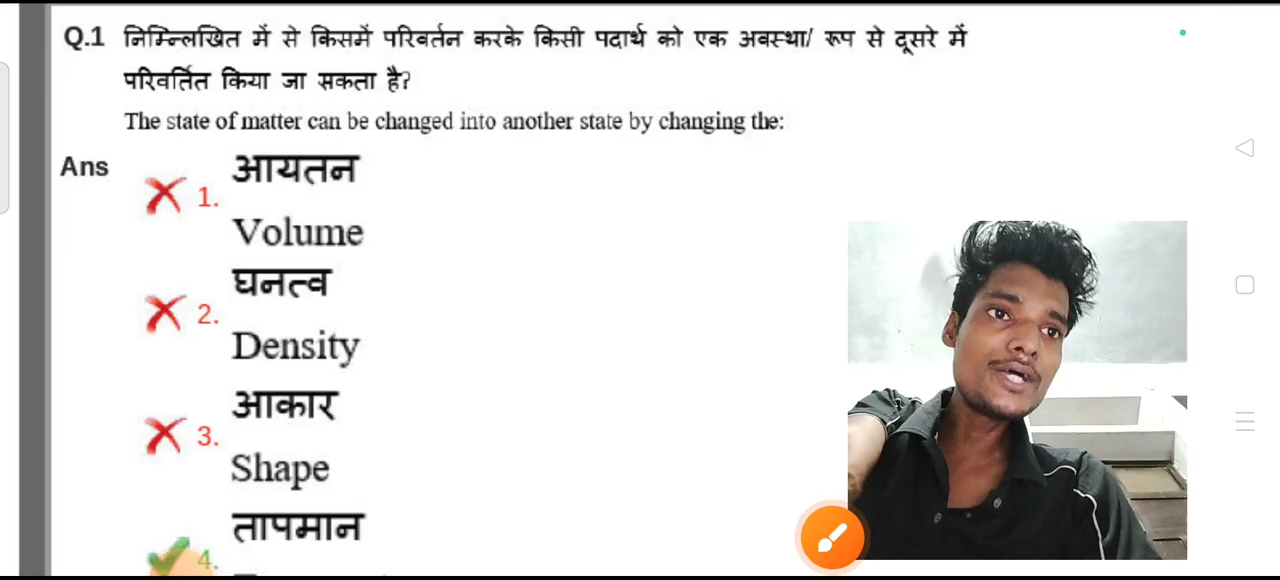 Q.1 निम्न्लिखित में से किसमें परिवर्तन करके किसी पदार्थ को एक अवस्था/ रूप से दूसरे में
परिवर्तित किया जा सकता है?
The state of matter can be changed into another state by changing the:
Ans
1. आयतन
Volume
2. घनत्व
Density
3. आकार
Shape
4. तापमान